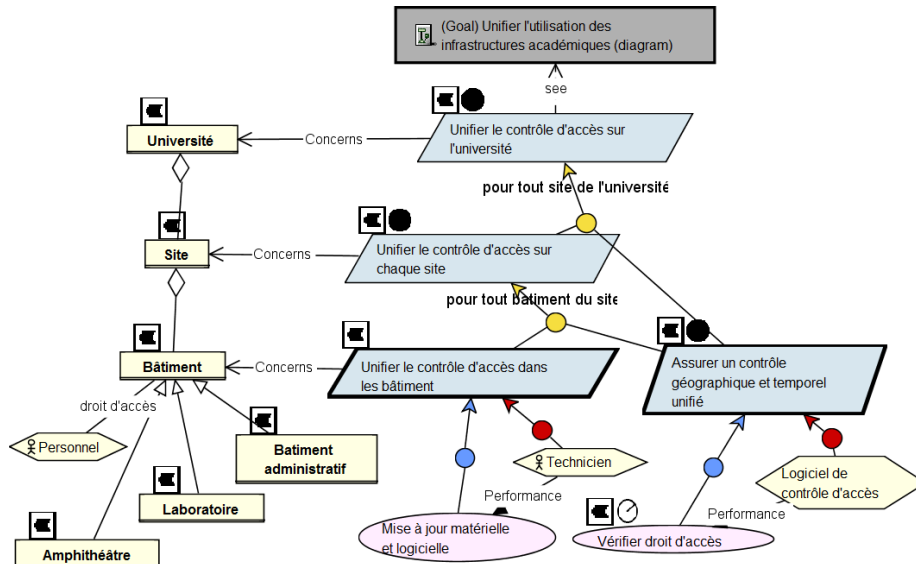 (Goal) Unifier l'utilisation des
infrastructures académiques (diagram)
see
Unifier le contrôle d'accès sur
l'université
Concerns
Université
pour tout site de l'université
Unifier le contrôle d'accès sur
chaque site
Concerns
Site
pour tout bâtiment du site
Unifier le contrôle d'accès dans
les bâtiment
Concerns
Bâtiment
Assurer un contrôle
géographique et temporel
unifié
droit d'accès
Personnel
Batiment
administratif
Technicien
Logiciel de
contrôle d'accès
Laboratoire
Performance
Performance
Mise à jour matérielle
et logicielle
Vérifier droit d'accès
Amphithéâtre